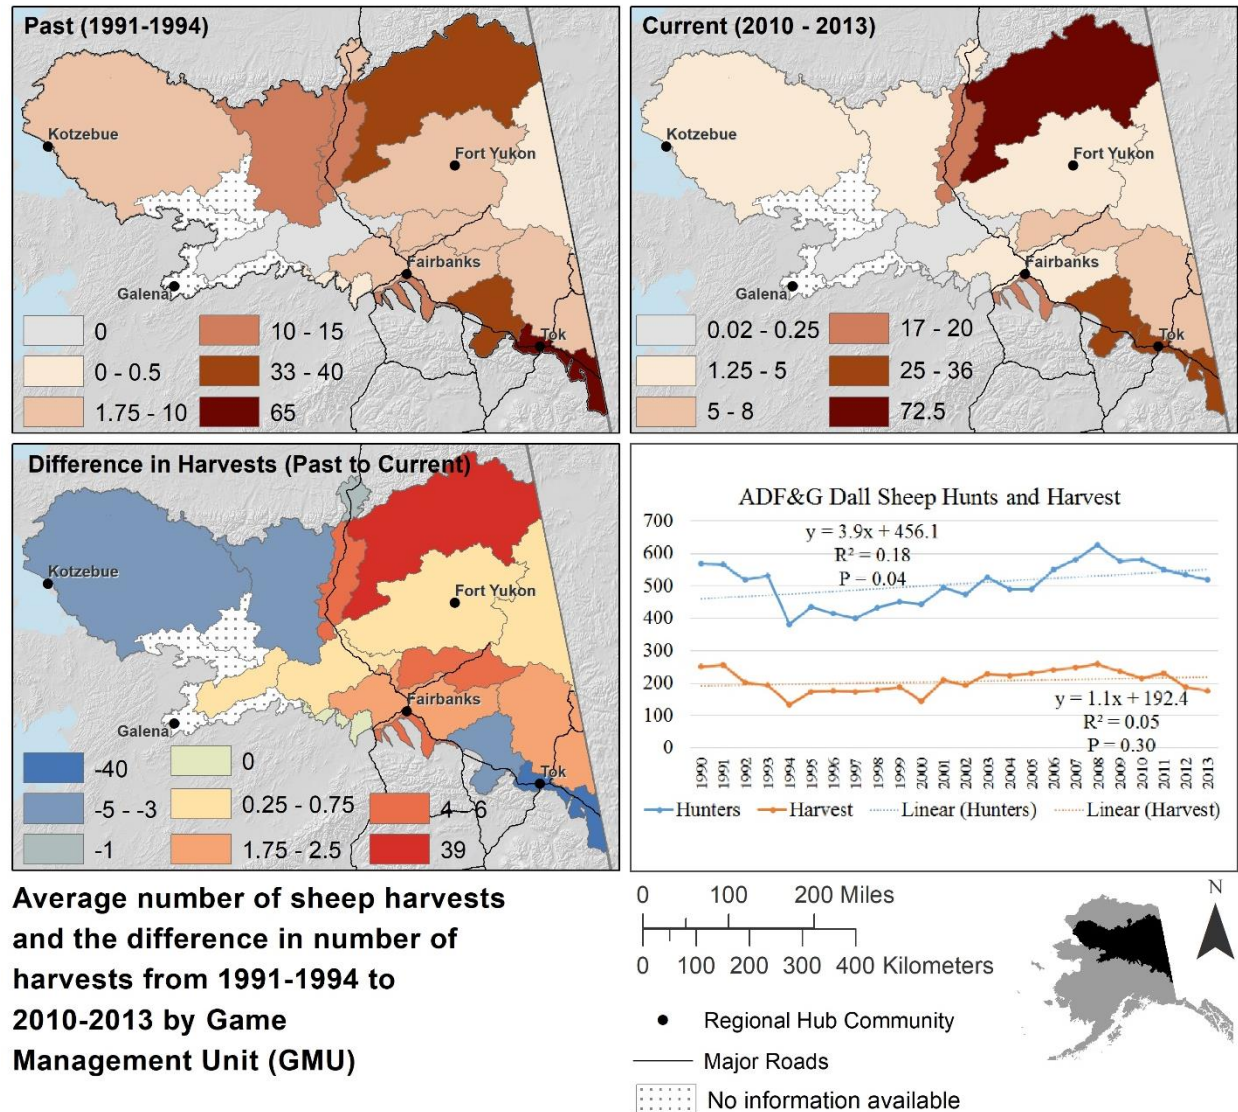 Past (1991-1994)
Kotzebue
Fort Yukon
Fairbanks
Galena
Tok
0
0 - 0.5
1.75 - 10
10 - 15
33 - 40
65
Current (2010 - 2013)
Kotzebue
Fort Yukon
Fairbanks
Galena
Tok
0.02 - 0.25
1.25 - 5
5 - 8
17 - 20
25 - 36
72.5
Difference in Harvests (Past to Current)
Kotzebue
Fort Yukon
Fairbanks
Galena
Tok
-40
-5 - -3
-1
0
0.25 - 0.75
1.75 - 2.5
4 - 6
39
ADF&G Dall Sheep Hunts and Harvest
700
600
500
400
300
200
100
0
y = 3.9x + 456.1
R² = 0.18
P = 0.04
y = 1.1x + 192.4
R² = 0.05
P = 0.30
1990 1991 1992 1993 1994 1995 1996 1997 1998 1999 2000 2001 2002 2003 2004 2005 2006 2007 2008 2009 2010 2011 2012 2013
Hunters Harvest Linear (Hunters) Linear (Harvest)
Average number of sheep harvests
and the difference in number of
harvests from 1991-1994 to
2010-2013 by Game
Management Unit (GMU)
0 100 200 Miles
0 100 200 300 400 Kilometers
N
Regional Hub Community
Major Roads
No information available